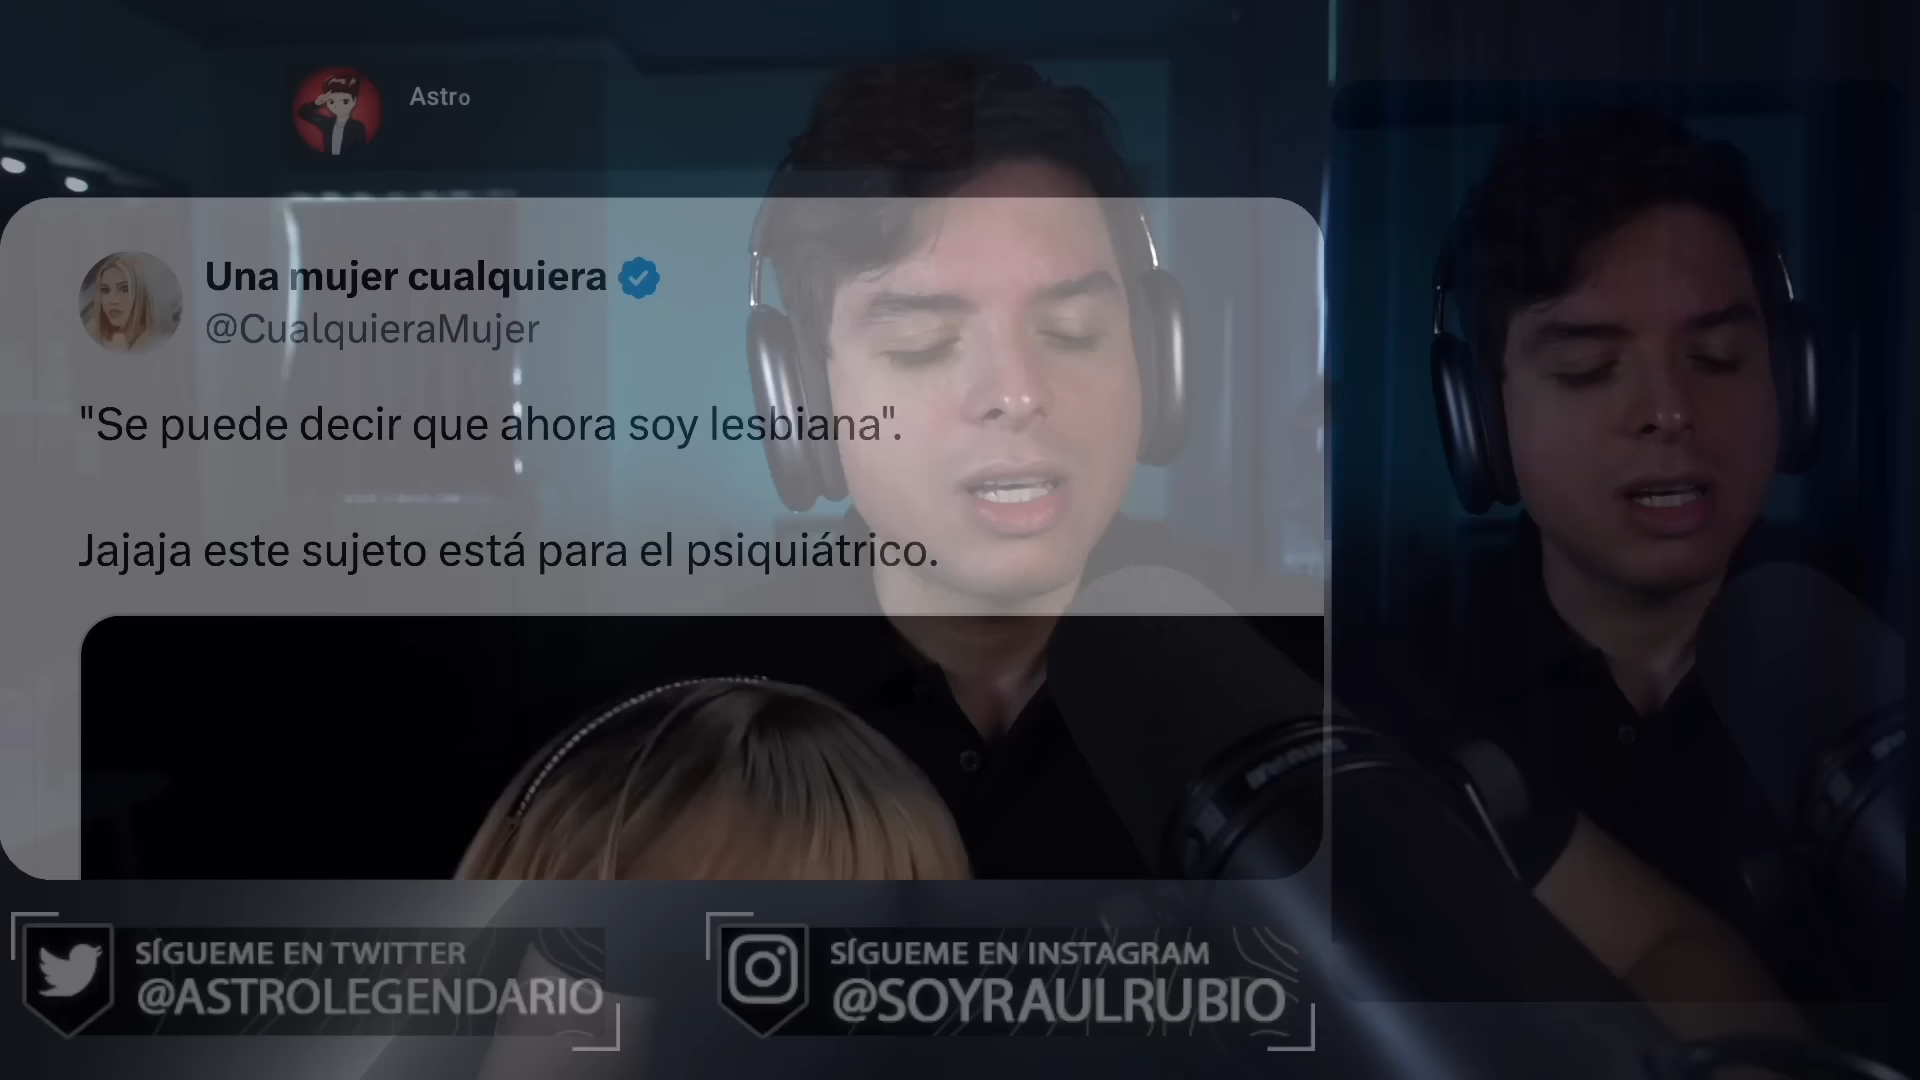 Astro
Una mujer cualquiera
@CualquieraMujer
"Se puede decir que ahora soy lesbiana".
Jajaja este sujeto está para el psiquiátrico.
SÍGUEME EN TWITTER
@ASTROLEGENDARIO
SÍGUEME EN INSTAGRAM
@SOYRAULRUBIO